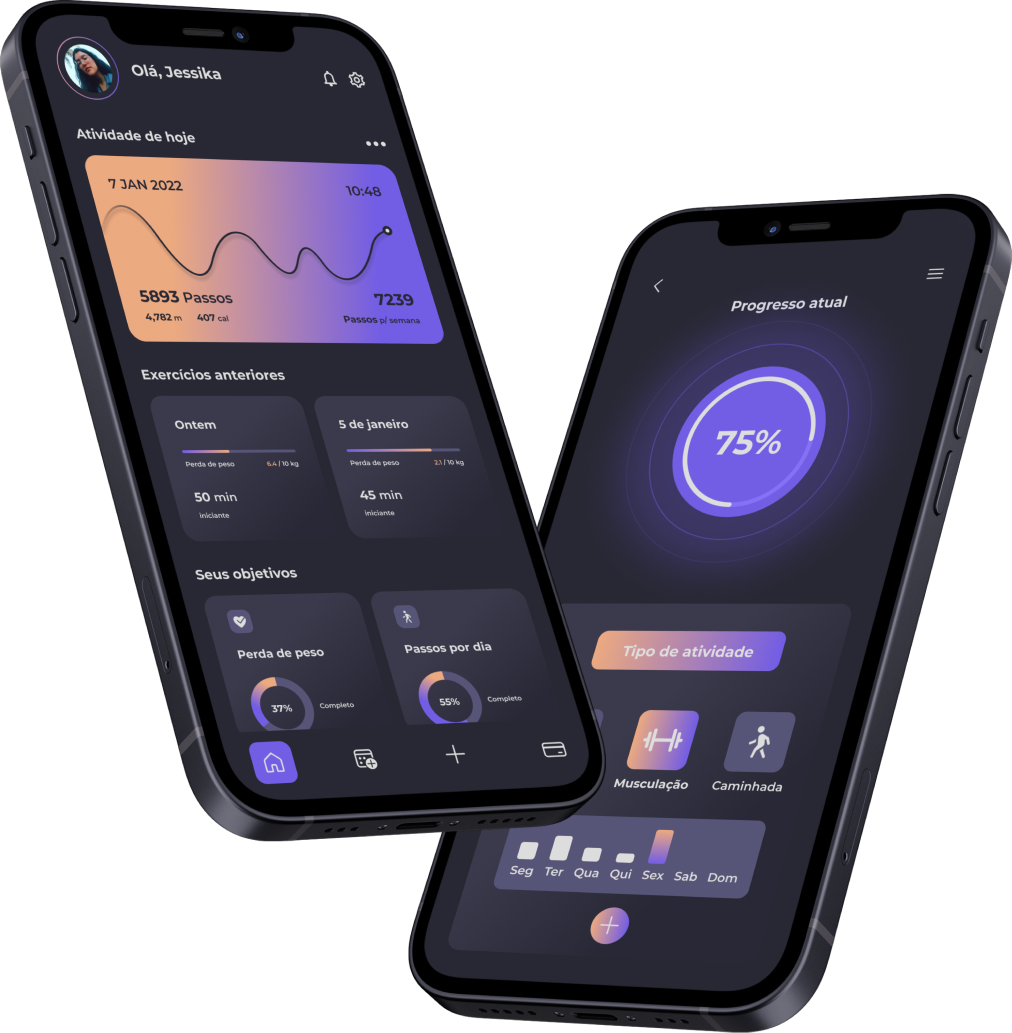 Olá, Jessika
Atividade de hoje
7 JAN 2022
10:48
5893 Passos
4,782 m 407 cal
7239
Passos p/ semana
Exercícios anteriores
Ontem
Perda de peso 6.4 / 10 kg
50 min
iniciante
5 de janeiro
Perda de peso 2.1 / 10 kg
45 min
iniciante
Seus objetivos
Perda de peso
37%
Completo
Passos por dia
55%
Completo
Progresso atual
75%
Tipo de atividade
Musculação
Caminhada
Seg Ter Qua Qui Sex Sab Dom